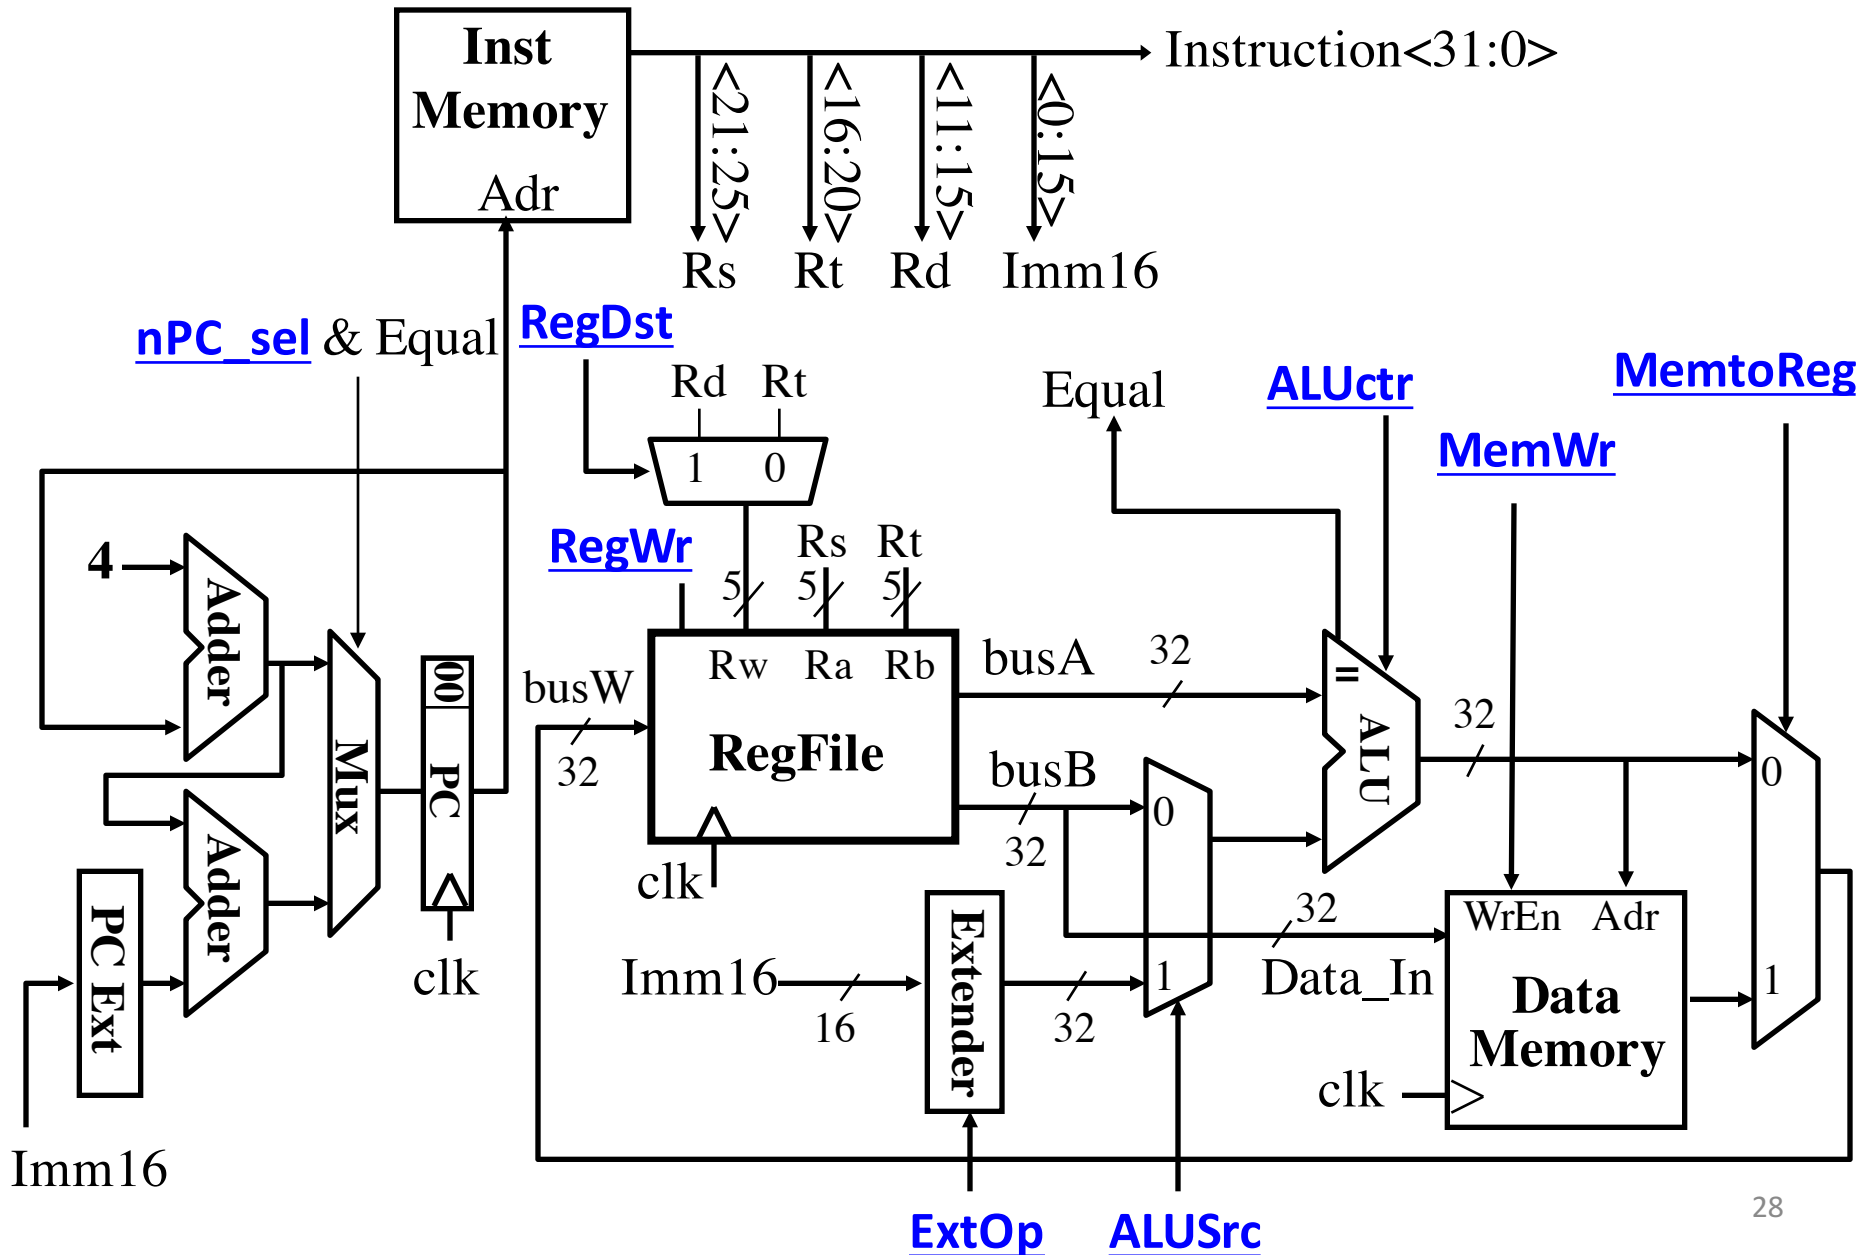 Inst
Memory
Adr
Instruction<31:0>
<21:25>
<16:20>
<11:15>
<0:15>
Rs
Rt
Rd
Imm16
nPC_sel & Equal
RegDst
Rd Rt
1 0
Equal
ALUctr
MemtoReg
MemWr
RegWr
Rs Rt
5
5
5
4
Adder
Mux
00
PC
clk
Adder
PC Ext
Imm16
busW
32
Rw Ra Rb
RegFile
clk
busA
32
busB
32
0
1
=
ALU
32
0
1
Imm16
16
Extender
32
32
Data_In
WrEn Adr
Data
Memory
clk
ExtOp
ALUSrc
28